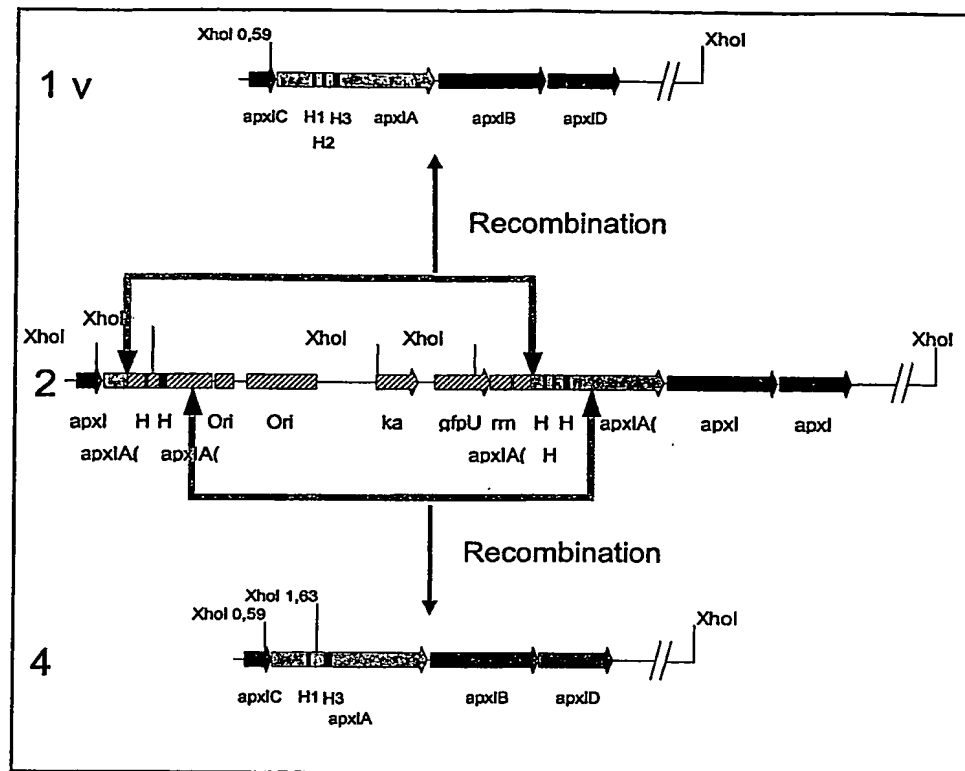 XhoI 0,59
XhoI
1 v
apxIC H1 H3 apxIA apxIB apxID
H2
Recombination
XhoI XhoI XhoI XhoI XhoI
2
apxI H H Ori Ori ka gfpU rrn H H apxIA( apxI apxI
apxIA( apxIA( apxIA( H
Recombination
XhoI 1,63
XhoI 0,59
XhoI
4
apxIC H1 H3 apxIB apxID
apxIA